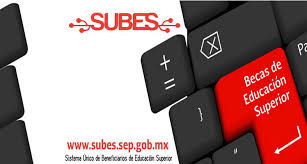 SUBES
Becas de
Educación
Superior
www.subes.sep.gob.mx
Sistema Único de Beneficiarios de Educación Superior